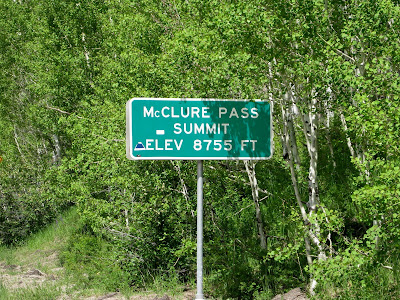 McCLURE PASS
SUMMIT
ELEV 8755 FT